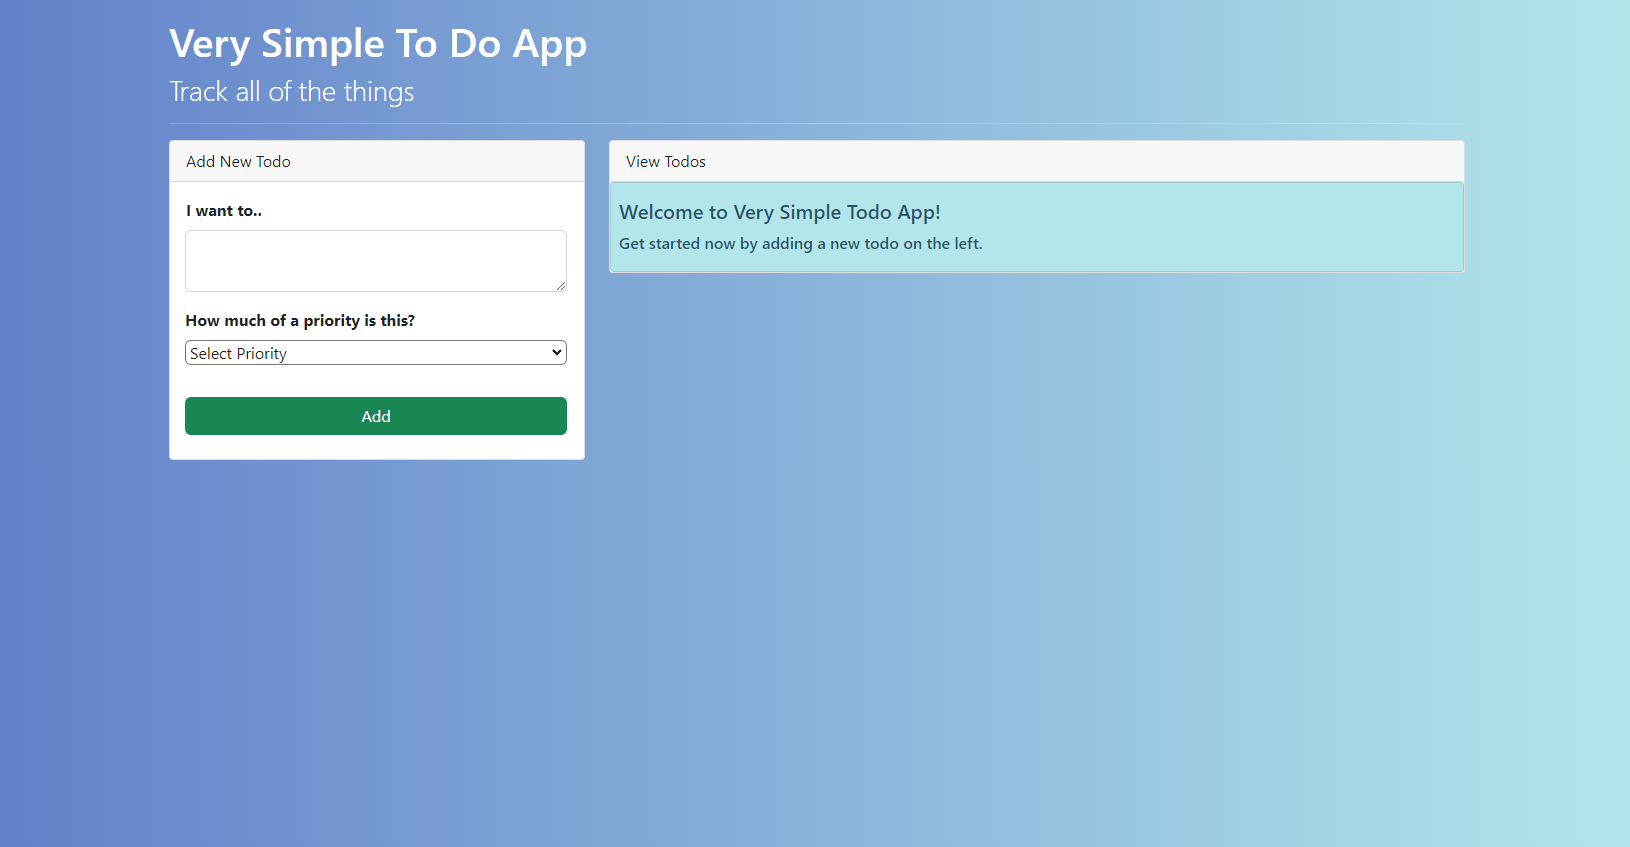 Very Simple To Do App
Track all of the things
Add New Todo
I want to..
How much of a priority is this?
Select Priority
Add
View Todos
Welcome to Very Simple Todo App!
Get started now by adding a new todo on the left.